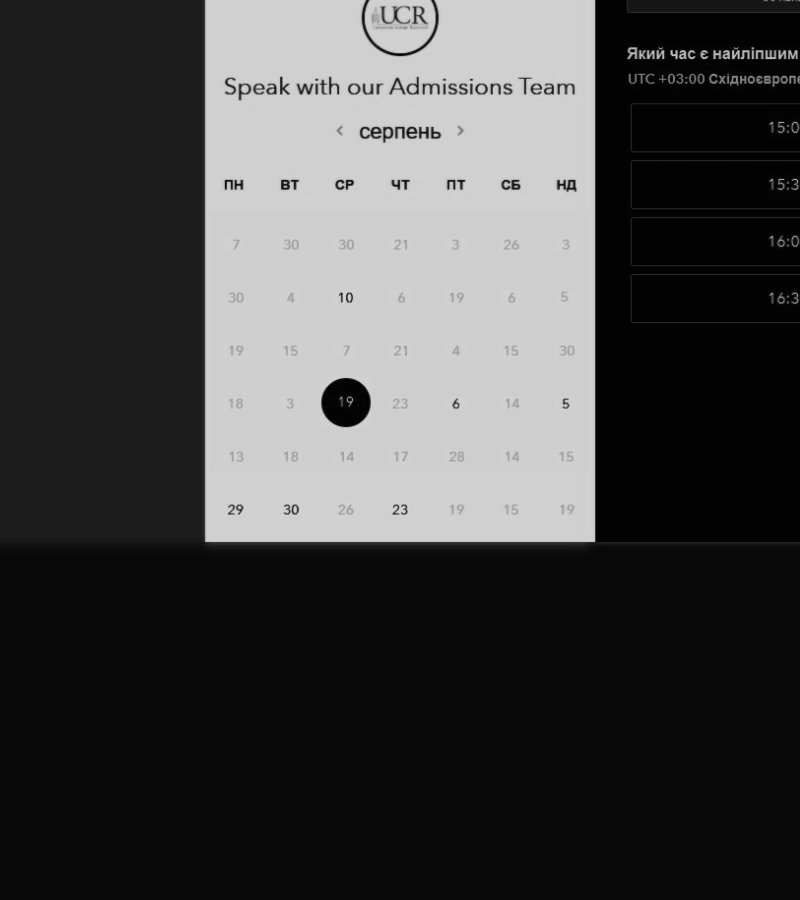 UCR
Speak with our Admissions Team
< серпень >
ПН ВТ СР ЧТ ПТ СБ НД
7 30 30 21 3 26 3
30 4 10 6 19 6 5
19 15 7 21 4 15 30
18 3 19 23 6 14 5
13 18 14 17 28 14 15
29 30 26 23 19 15 19
Який час є найліпшим
UTC +03:00 Східноєвропе
15:0
15:3
16:0
16:3